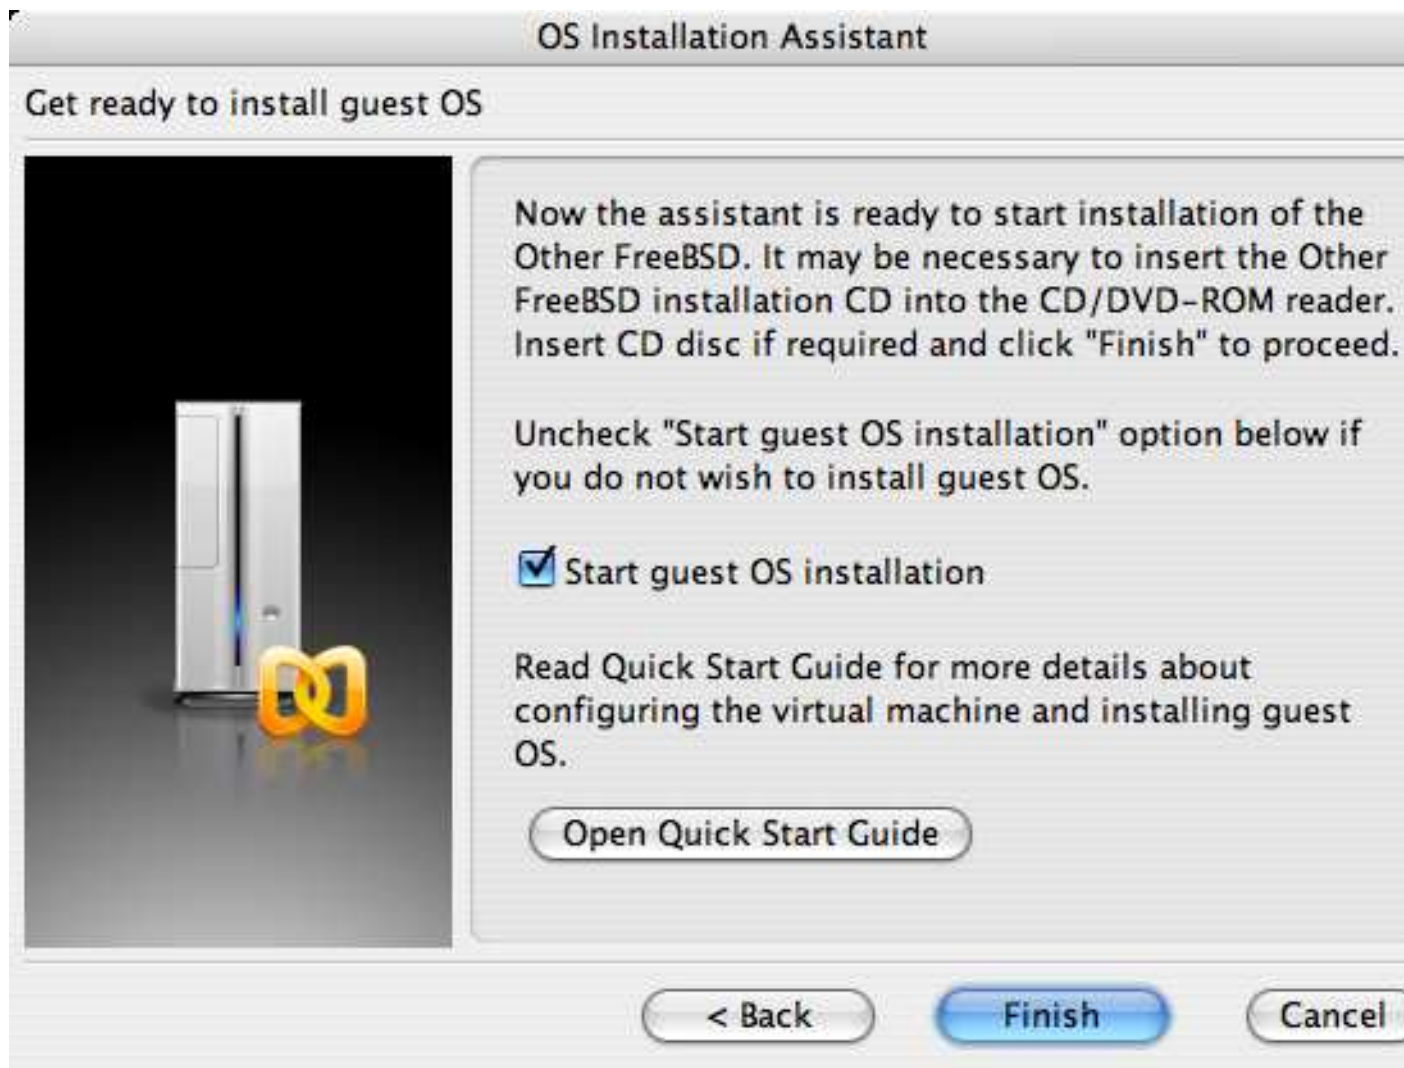 OS Installation Assistant
Get ready to install guest OS
Now the assistant is ready to start installation of the
Other FreeBSD. It may be necessary to insert the Other
FreeBSD installation CD into the CD/DVD-ROM reader.
Insert CD disc if required and click "Finish" to proceed.
Uncheck "Start guest OS installation" option below if
you do not wish to install guest OS.
Start guest OS installation
Read Quick Start Guide for more details about
configuring the virtual machine and installing guest
OS.
Open Quick Start Guide
< Back
Finish
Cancel